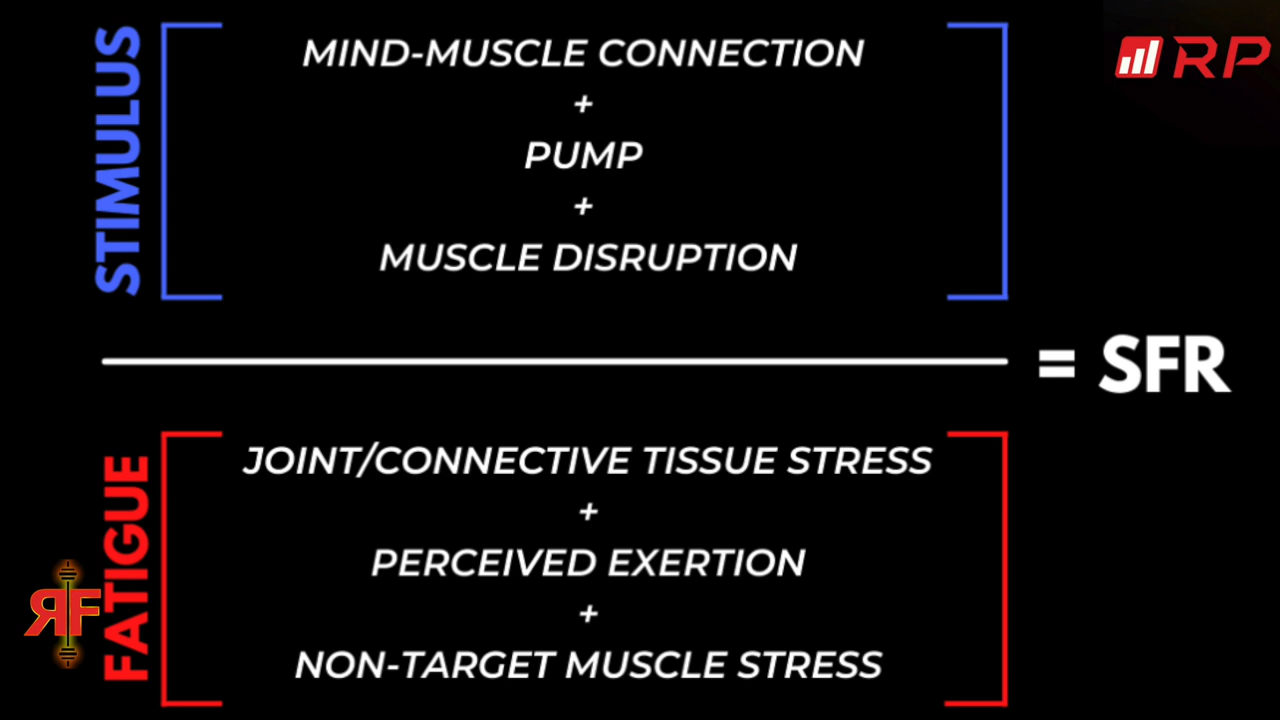 RP
STIMULUS
MIND-MUSCLE CONNECTION
+
PUMP
+
MUSCLE DISRUPTION
= SFR
FATIGUE
JOINT/CONNECTIVE TISSUE STRESS
+
PERCEIVED EXERTION
+
NON-TARGET MUSCLE STRESS
RF